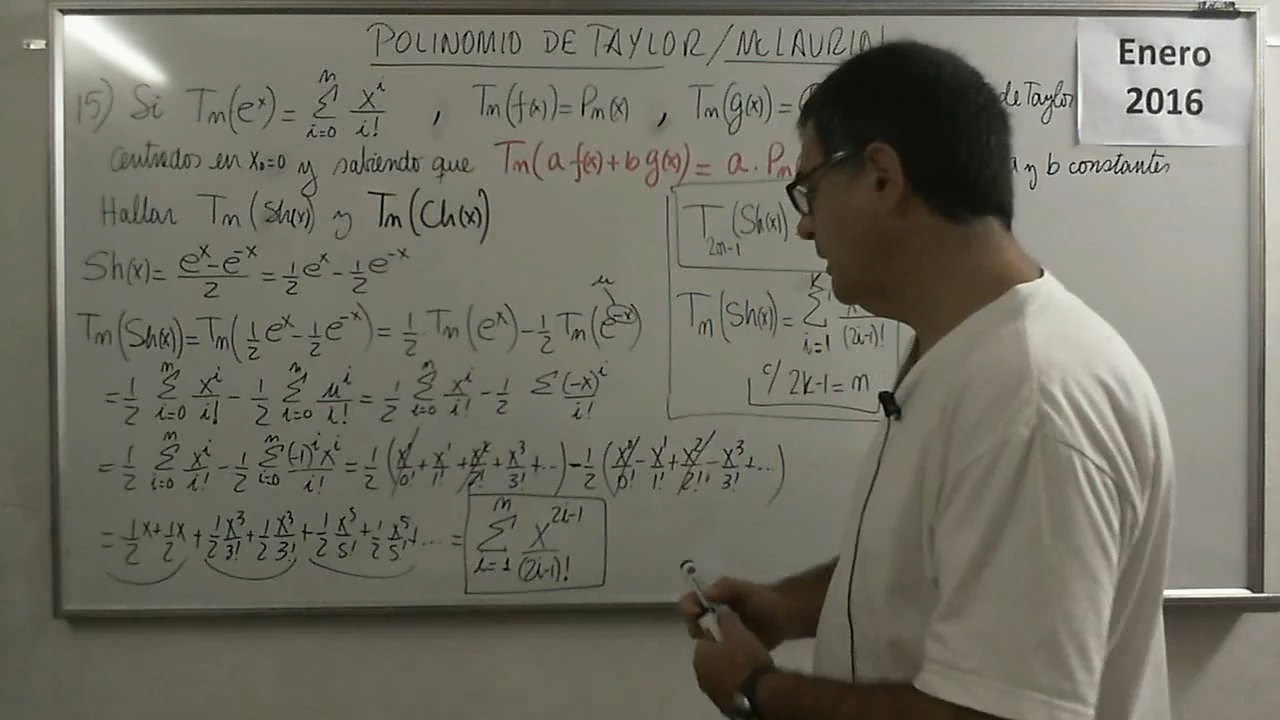 POLINOMIO DE TAYLOR/MCLAURIN
Enero
2016
15) Si Tn(e^x) = Σ_{i=0}^{n} x^i/i! , Tn(f(x)) = Pn(x) , Tn(g(x)) = de Taylor
centrados en x₀=0 y sabiendo que Tn(a f(x) + b g(x)) = a. Pn a y b constantes
Hallar Tn(Sh(x)) y Tn(Ch(x))
Sh(x) = (e^x - e^-x)/2 = 1/2 e^x - 1/2 e^-x
Tn(Sh(x)) = Tn(1/2 e^x - 1/2 e^-x) = 1/2 . Tn(e^x) - 1/2 Tn(e^-x) u
= 1/2 Σ_{i=0}^{n} x^i/i! - 1/2 Σ_{i=0}^{n} u^i/i! = 1/2 Σ_{i=0}^{n} x^i/i! - 1/2 Σ (-x)^i/i!
= 1/2 Σ_{i=0}^{n} x^i/i! - 1/2 Σ_{i=0}^{n} (-1)^i x^i/i! = 1/2 (x^0/0! + x^1/1! + x^2/2! + x^3/3! + ...) - 1/2 (x^0/0! - x^1/1! + x^2/2! - x^3/3! + ...)
= 1/2 x + 1/2 x + 1/2 x^3/3! + 1/2 x^3/3! + 1/2 x^5/5! + 1/2 x^5/5! + ... = Σ_{i=1}^{n} x^{2i-1}/(2i-1)!
T_{2n-1}(Sh(x))
Tn(Sh(x)) = Σ_{i=1}^{k} /(2i-1)!
c/ 2k-1 = n